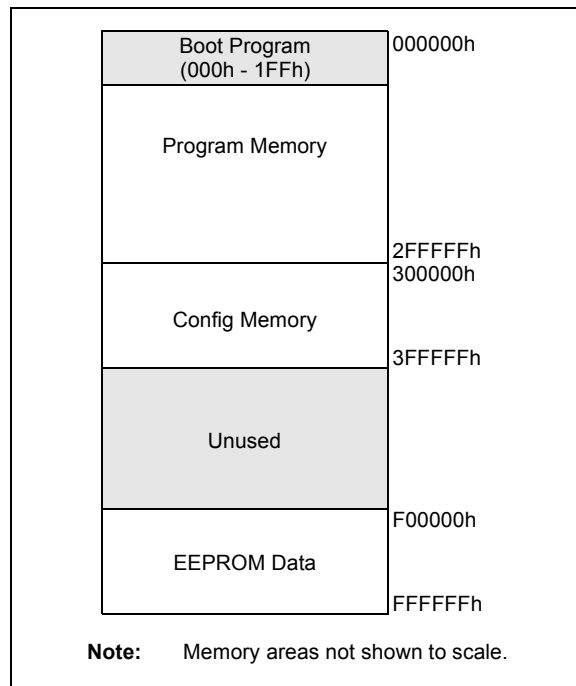 Boot Program
(000h - 1FFh)
000000h
Program Memory
2FFFFFh
300000h
Config Memory
3FFFFFh
Unused
F00000h
EEPROM Data
FFFFFFh
Note: Memory areas not shown to scale.